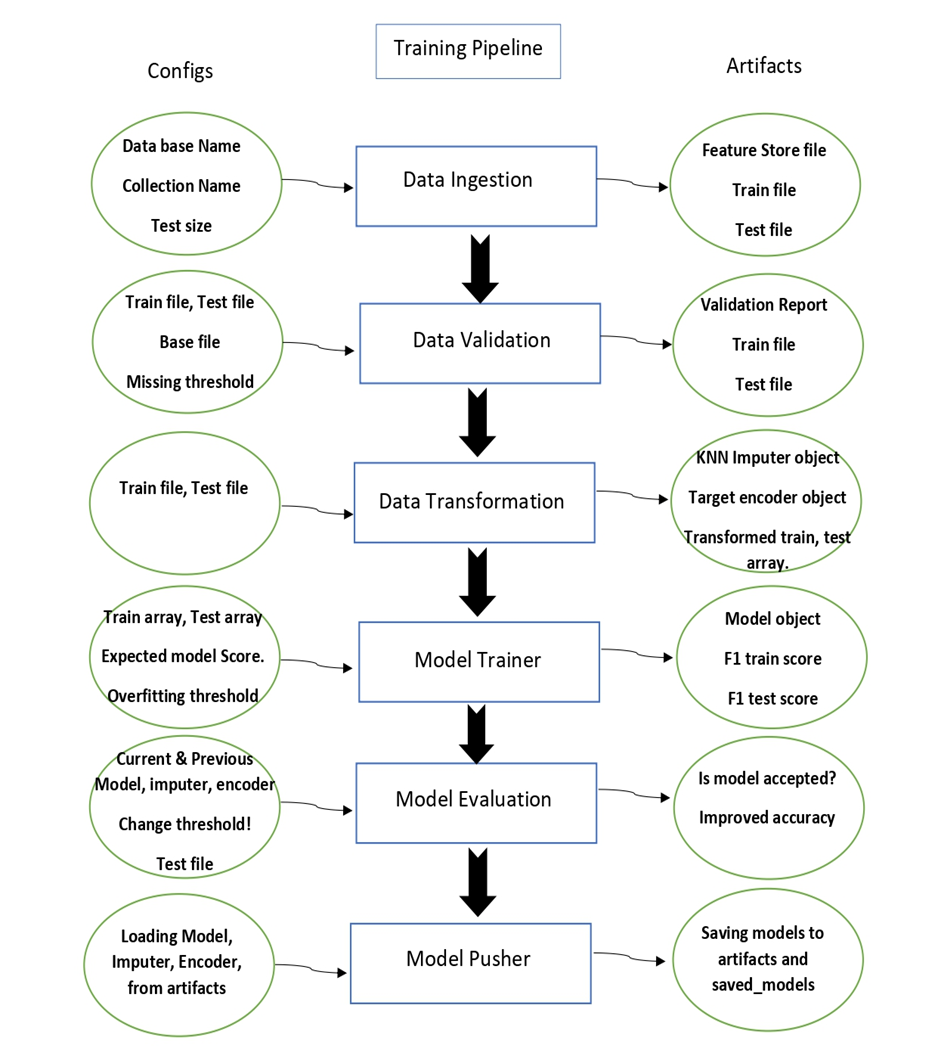 Training Pipeline
Configs
Artifacts
Data base Name
Collection Name
Test size
Data Ingestion
Feature Store file
Train file
Test file
Train file, Test file
Base file
Missing threshold
Data Validation
Validation Report
Train file
Test file
Train file, Test file
Data Transformation
KNN Imputer object
Target encoder object
Transformed train, test
array.
Train array, Test array
Expected model Score.
Overfitting threshold
Model Trainer
Model object
F1 train score
F1 test score
Current & Previous
Model, imputer, encoder
Change threshold!
Test file
Model Evaluation
Is model accepted?
Improved accuracy
Loading Model,
Imputer, Encoder,
from artifacts
Model Pusher
Saving models to
artifacts and
saved_models